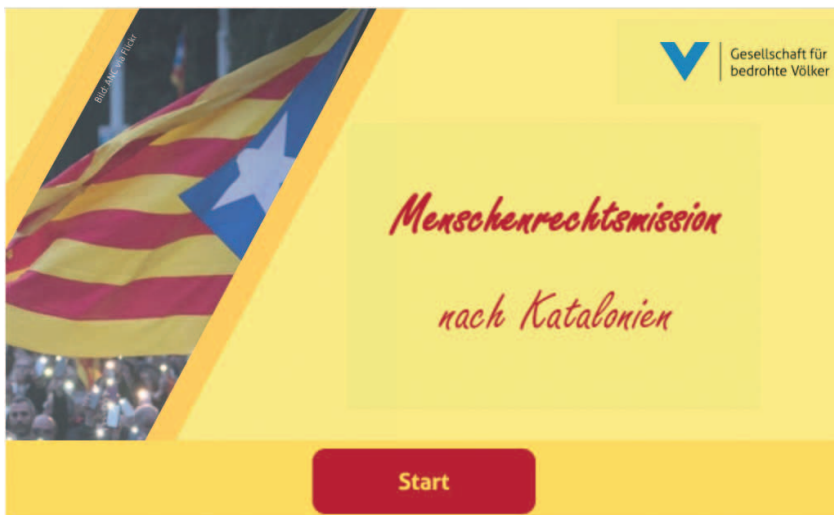 Bild: ANC via Flickr
Gesellschaft für
bedrohte Völker
Menschenrechtsmission
nach Katalonien
Start